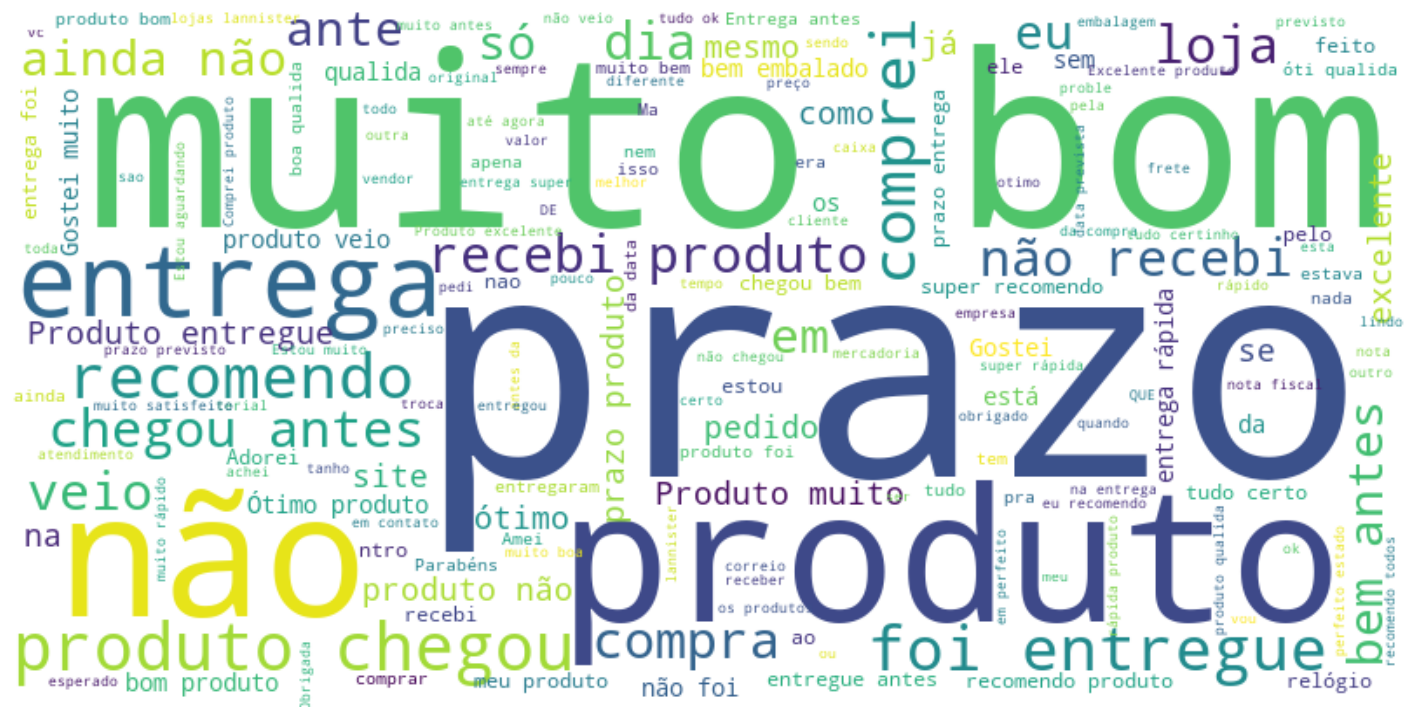 produto bom
lojas lannister
ante
muito antes
não veio
tudo ok
Entrega antes
comprei
já
eu
embalagem
loja
previsto
vc
ainda não
só
dia
mesmo
sendo
sem
feito
qualida
original
sempre
muito bem
bem embalado
ele
Excelente produto
óti qualida
entrega foi
Gostei muito
boa qualida
diferente
preço
proble
pela
muito bom
todo
outra
até agora
valor
Ma
como
caixa
prazo entrega
Comprei produto
Estou aguardando
apena
nem
isso
era
data prevista
frete
sao
vendor
entrega super
melhor
otimo
excelente
DE
os
cliente
toda
produto veio
Produto excelente
da compra
tudo certinho
pelo
esta
entrega
recebi produto
da data
não recebi
estava
pedi
nao
pouco
tempo
chegou bem
super recomendo
rápido
nada
lindo
Produto entregue
preciso
prazo
prazo produto
em
empresa
entrega rápida
prazo previsto
Estou muito
não chegou
mercadoria
Gostei
super rápida
se
nota
outro
recomendo
antes da
estou
está
QUE
nota fiscal
ainda
muito satisfeito
troca
entregou
certo
obrigado
quando
da
bem antes
chegou antes
pedido
produto foi
atendimento
Adorei
achei
tanho
site
tem
veio
Ótimo produto
entregaram
Produto muito
tudo
pra
na entrega
eu recomendo
tudo certo
na
muito rápido
não
em contato
ótimo
Amei
lannister
produto
ntro
muito boa
ok
Parabéns
correio
receber
em perfeito
meu
rápida produto
produto qualida
perfeito estado
recomendo todos
produto não
recebi
os produtos
vou
produto chegou
compra
ao
ou
foi entregue
Obrigada
esperado
bom produto
comprar
meu produto
não foi
entregue antes
recomendo produto
relógio